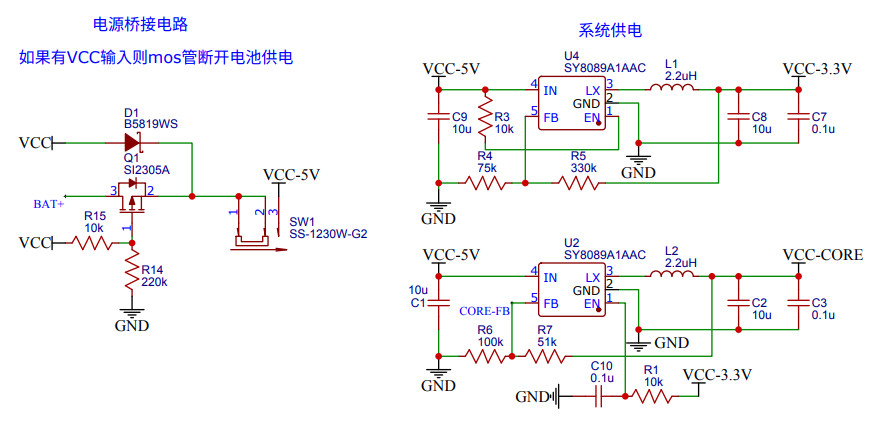 电源桥接电路
如果有VCC输入则mos管断开电池供电
D1
B5819WS
VCC
Q1
SI2305A
3
2
BAT+
1
R15
10k
VCC
R14
220k
GND
VCC-5V
1
2
3
SW1
SS-1230W-G2
系统供电
U4
SY8089A1AAC
L1
2.2uH
VCC-5V
VCC-3.3V
4
IN
LX
3
GND
2
5
FB
EN
1
C9
10u
R3
10k
C8
10u
C7
0.1u
R4
75k
R5
330k
GND
GND
U2
SY8089A1AAC
L2
2.2uH
VCC-5V
VCC-CORE
4
IN
LX
3
GND
2
5
FB
EN
1
10u
C1
CORE-FB
C2
10u
C3
0.1u
R6
100k
R7
51k
GND
GND
C10
0.1u
R1
10k
VCC-3.3V
GND